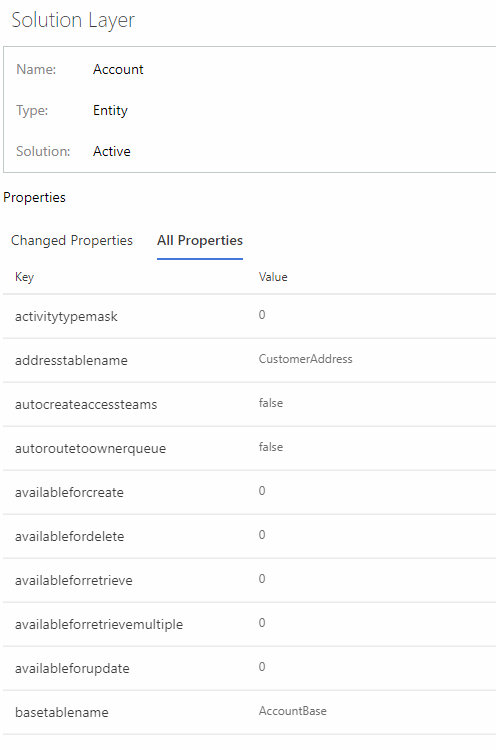 Solution Layer
Name: Account
Type: Entity
Solution: Active
Properties
Changed Properties All Properties
Key Value
activitytypemask 0
addresstablename CustomerAddress
autocreateaccessteams false
autoroutetoownerqueue false
availableforcreate 0
availablefordelete 0
availableforretrieve 0
availableforretrievemultiple 0
availableforupdate 0
basetablename AccountBase